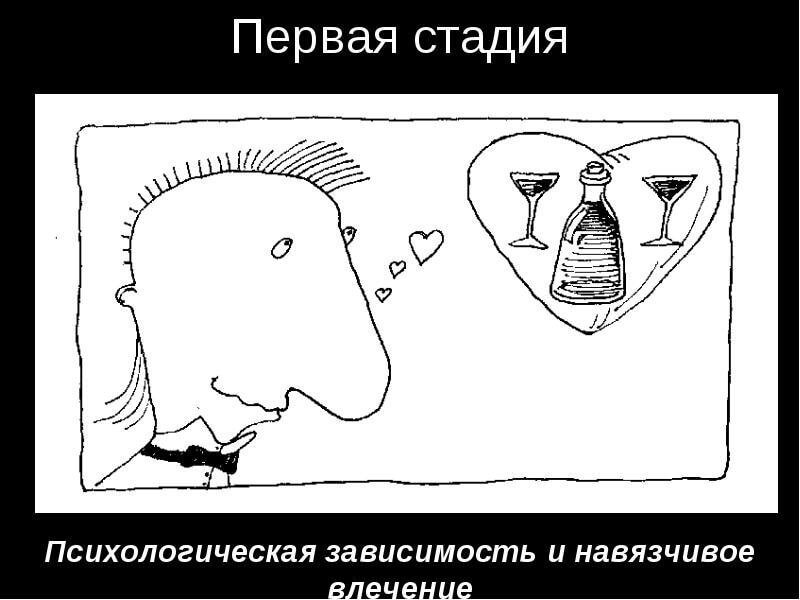 Первая стадия
Психологическая зависимость и навязчивое
влечение